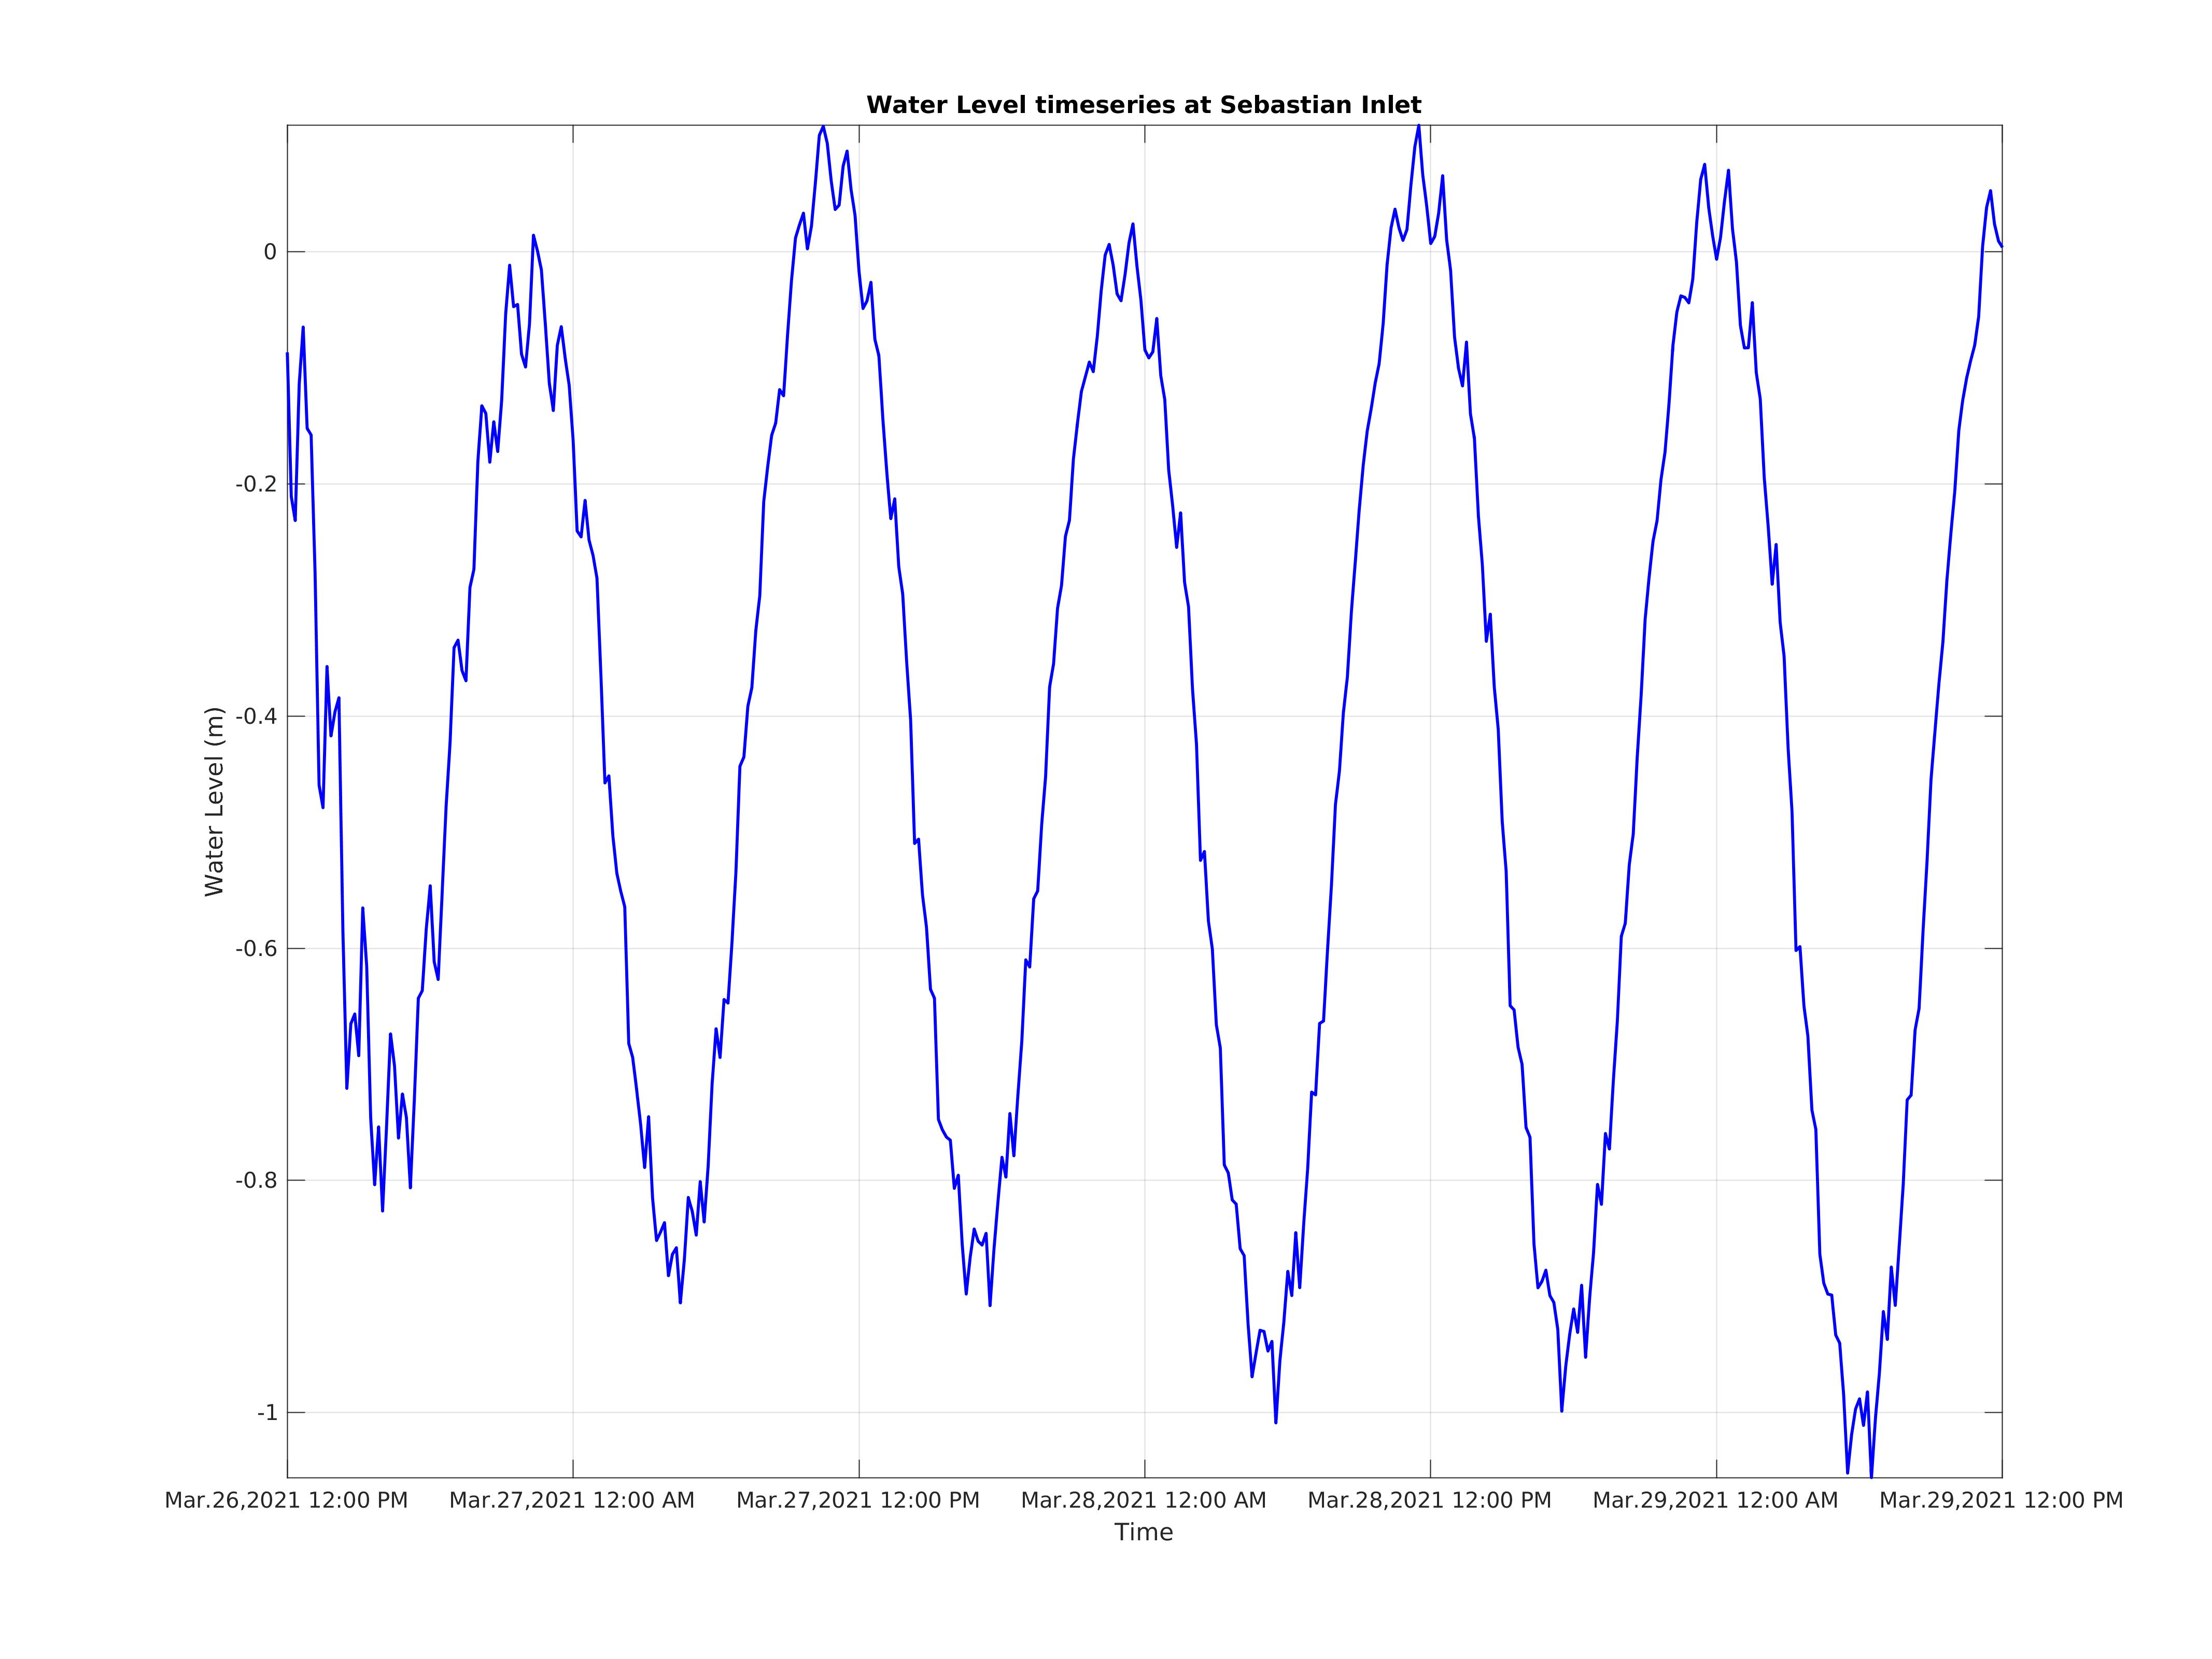 Water Level timeseries at Sebastian Inlet
0
-0.2
-0.4
-0.6
-0.8
-1
Water Level (m)
Mar.26,2021 12:00 PM
Mar.27,2021 12:00 AM
Mar.27,2021 12:00 PM
Mar.28,2021 12:00 AM
Mar.28,2021 12:00 PM
Mar.29,2021 12:00 AM
Mar.29,2021 12:00 PM
Time